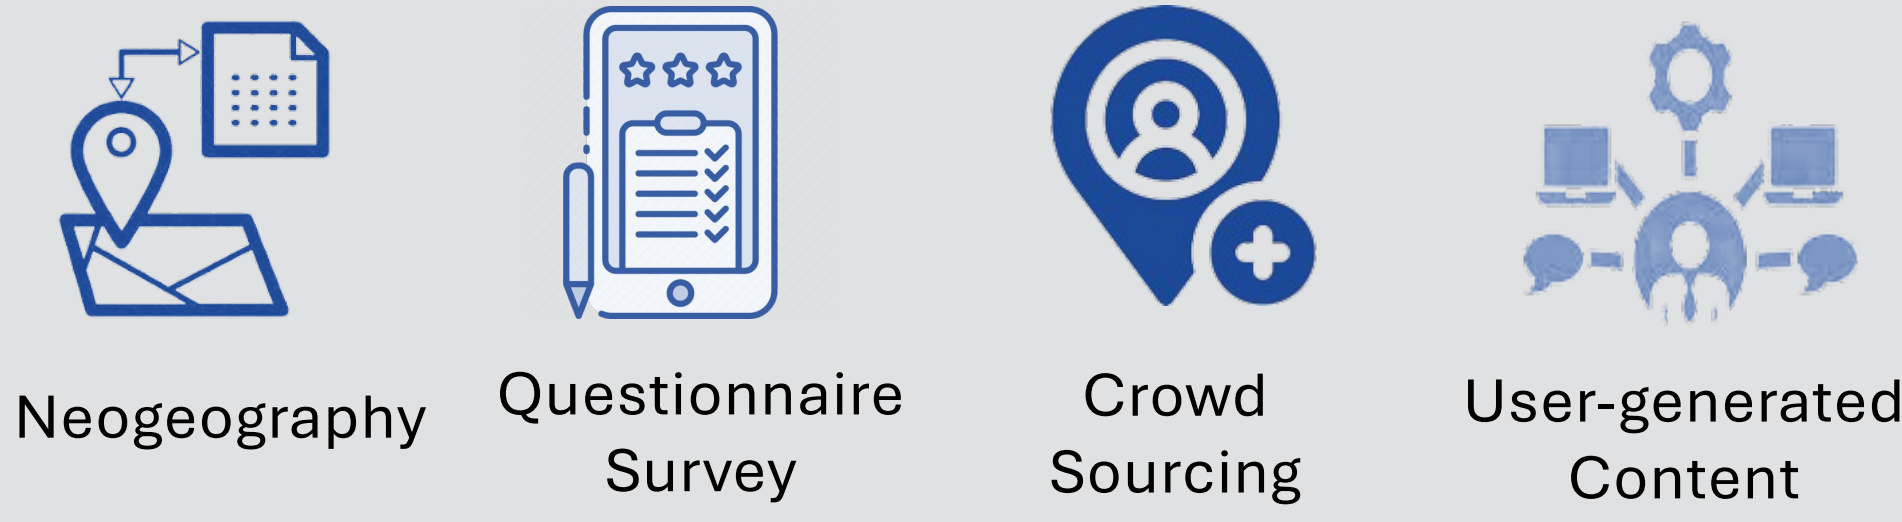 Neogeography
Questionnaire
Survey
Crowd
Sourcing
User-generated
Content